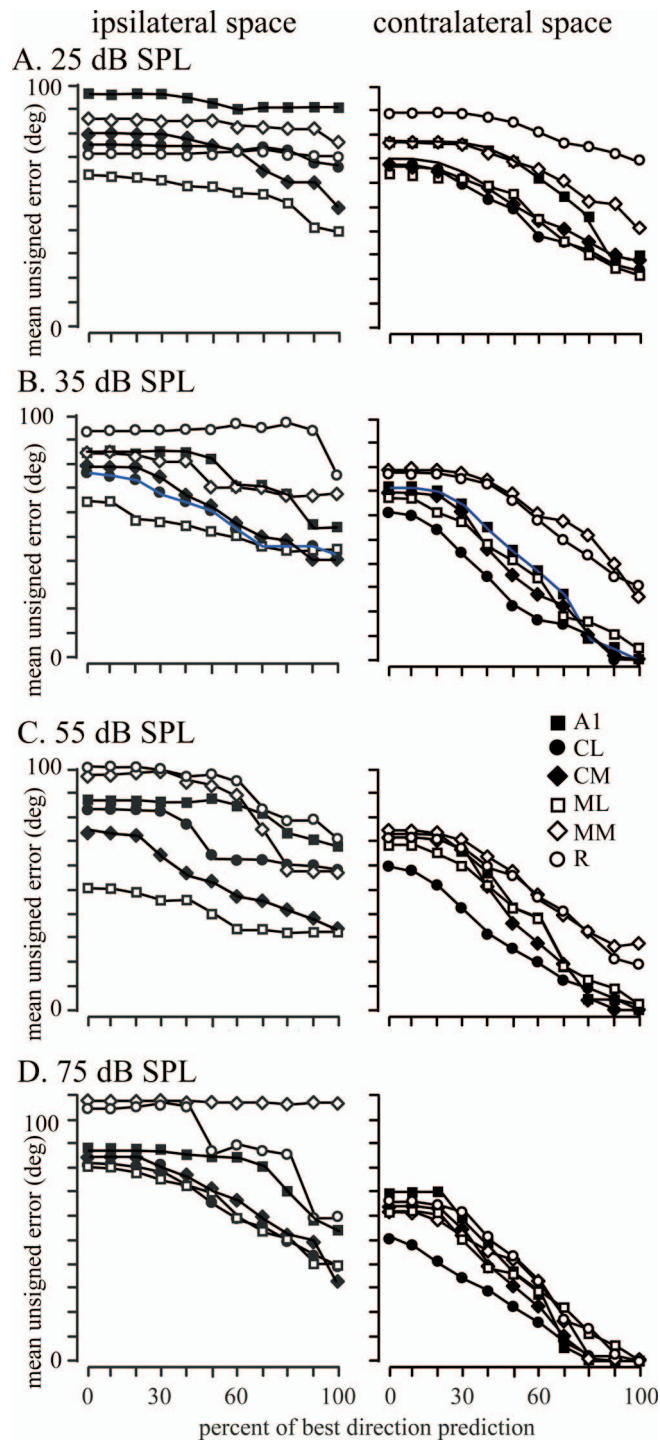 ipsilateral space contralateral space
A. 25 dB SPL
100
mean unsigned error (deg)
0
B. 35 dB SPL
100
mean unsigned error (deg)
0
C. 55 dB SPL
100
mean unsigned error (deg)
0
A1
CL
CM
ML
MM
R
D. 75 dB SPL
100
mean unsigned error (deg)
0
0 30 60 100 0 30 60 100
percent of best direction prediction